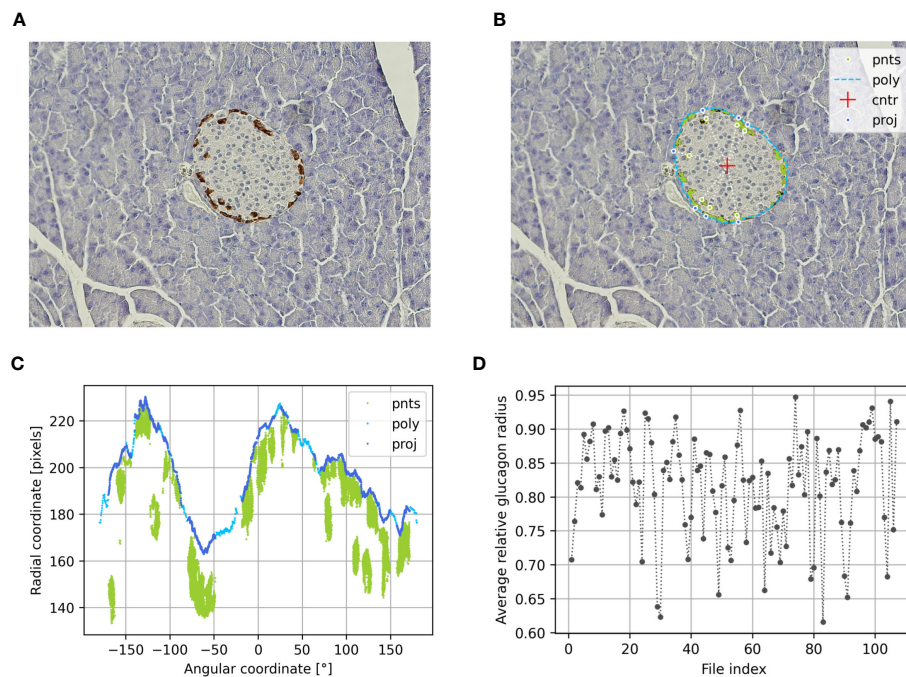 A
B
pnts
poly
cntr
proj
C
D
pnts
poly
proj
220
200
180
160
140
−150 −100 −50 0 50 100 150
Radial coordinate [pixels]
Angular coordinate [°]
0.95
0.90
0.85
0.80
0.75
0.70
0.65
0.60
0 20 40 60 80 100
Average relative glucagon radius
File index